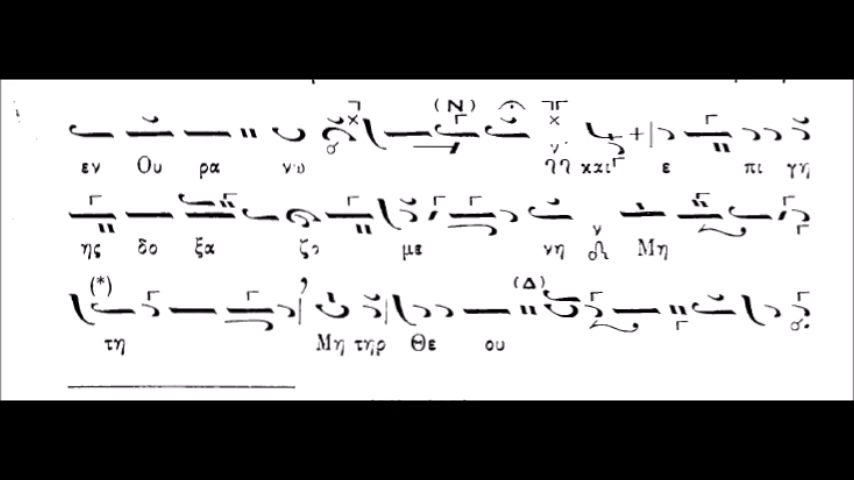 (Ν)
εν Ου ρα νω και ε πι γη
ης δο ξα ζο με νη Μη
(*) (Δ)
τη Μη τηρ Θε ου